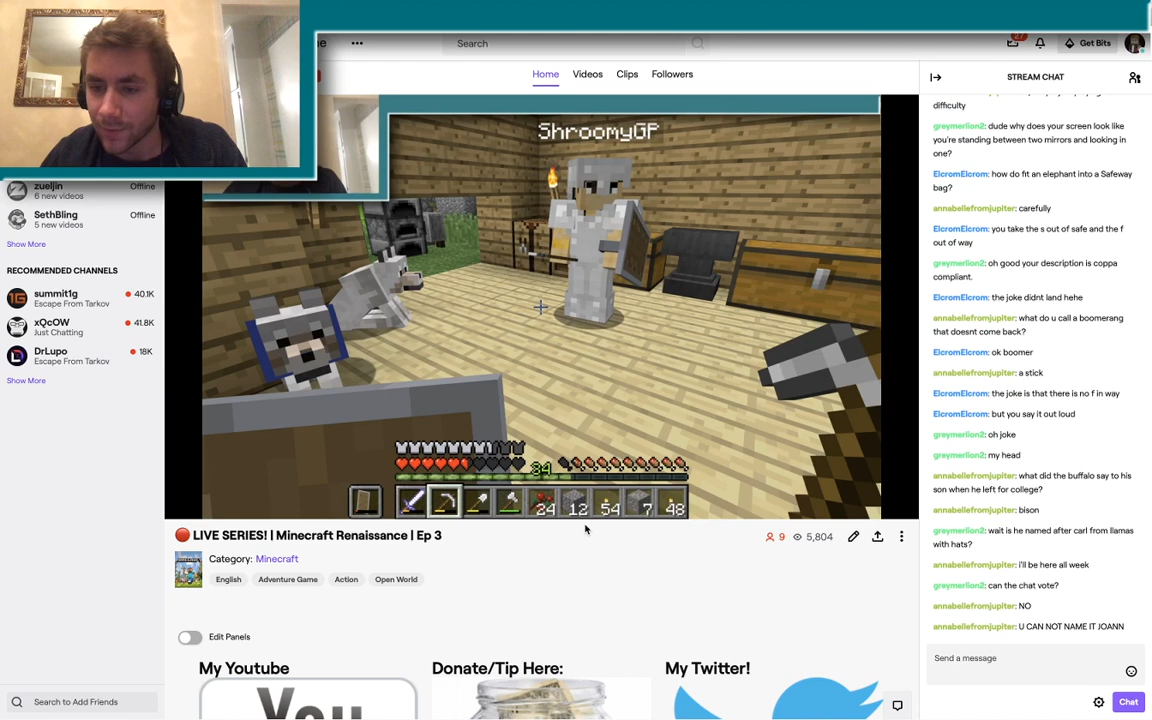 Search
27
Get Bits
Home
Videos
Clips
Followers
zueljin
Offline
6 new videos
SethBling
Offline
5 new videos
Show More
RECOMMENDED CHANNELS
summit1g
40.1K
Escape From Tarkov
xQcOW
41.8K
Just Chatting
DrLupo
18K
Escape From Tarkov
Show More
Search to Add Friends
ShroomyGP
34
24
12
54
7
48
LIVE SERIES! | Minecraft Renaissance | Ep 3
9
5,804
Category: Minecraft
English
Adventure Game
Action
Open World
Edit Panels
My Youtube
Donate/Tip Here:
My Twitter!
You
STREAM CHAT
difficulty
greymerlion2: dude why does your screen look like
you're standing between two mirrors and looking in
one?
ElcromElcrom: how do fit an elephant into a Safeway
bag?
annabellefromjupiter: carefully
ElcromElcrom: you take the s out of safe and the f
out of way
greymerlion2: oh good your description is coppa
compliant.
ElcromElcrom: the joke didnt land hehe
annabellefromjupiter: what do u call a boomerang
that doesnt come back?
ElcromElcrom: ok boomer
annabellefromjupiter: a stick
ElcromElcrom: the joke is that there is no f in way
ElcromElcrom: but you say it out loud
greymerlion2: oh joke
greymerlion2: my head
annabellefromjupiter: what did the buffalo say to his
son when he left for college?
annabellefromjupiter: bison
greymerlion2: wait is he named after carl from llamas
with hats?
annabellefromjupiter: i'll be here all week
greymerlion2: can the chat vote?
annabellefromjupiter: NO
annabellefromjupiter: U CAN NOT NAME IT JOANN
Send a message
Chat